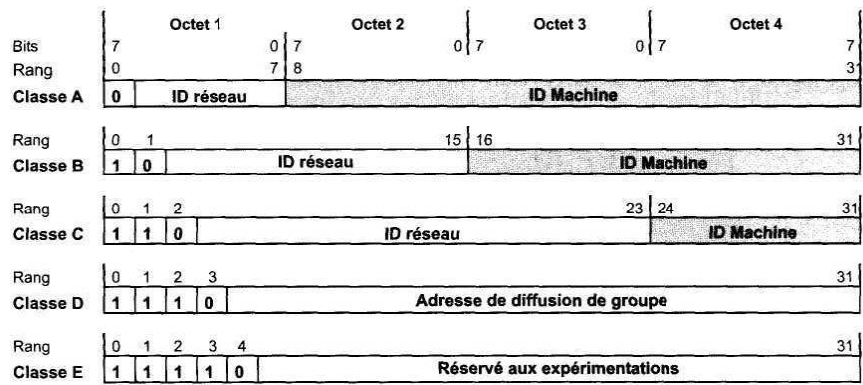 Octet 1 Octet 2 Octet 3 Octet 4
Bits 7 0 7 0 7 0 7 7
Rang 0 7 8 31
Classe A 0 ID réseau ID Machine
Rang 0 1 15 16 31
Classe B 1 0 ID réseau ID Machine
Rang 0 1 2 23 24 31
Classe C 1 1 0 ID réseau ID Machine
Rang 0 1 2 3 31
Classe D 1 1 1 0 Adresse de diffusion de groupe
Rang 0 1 2 3 4 31
Classe E 1 1 1 1 0 Réservé aux expérimentations